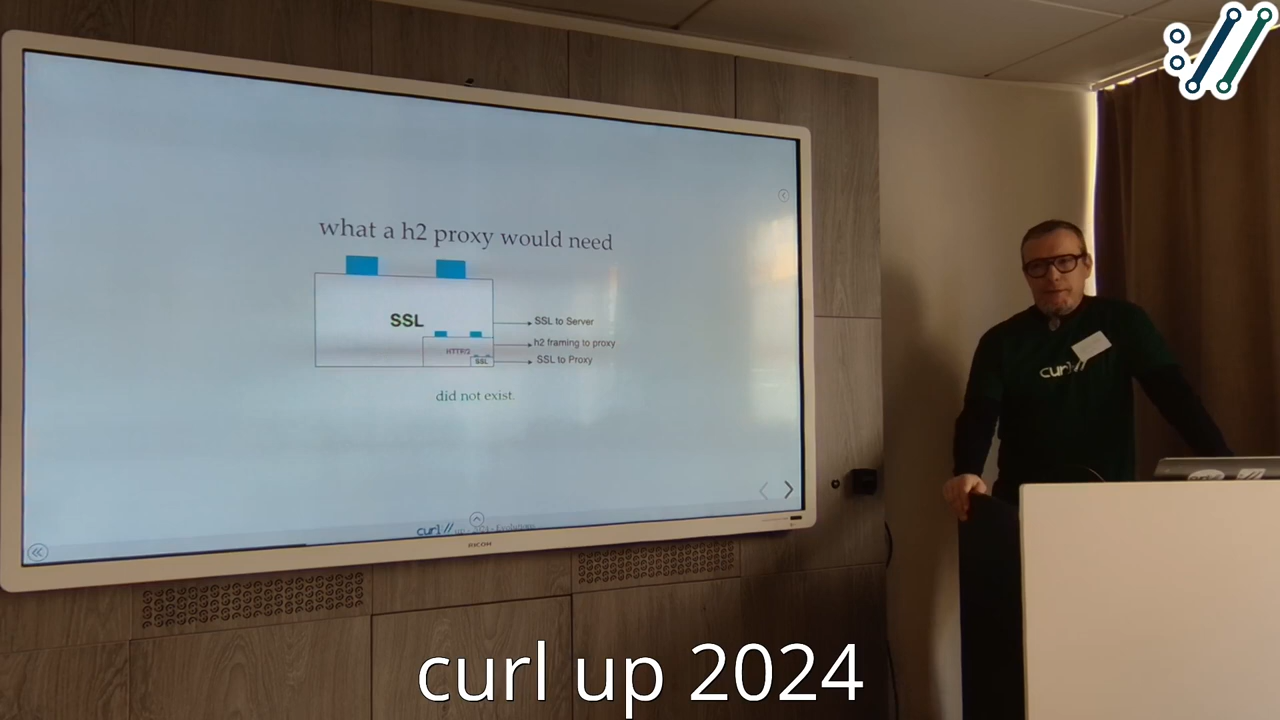 what a h2 proxy would need
SSL
SSL to Server
HTTP/2
h2 framing to proxy
SSL
SSL to Proxy
did not exist.
curl://
RICOH
curl://
curl up 2024